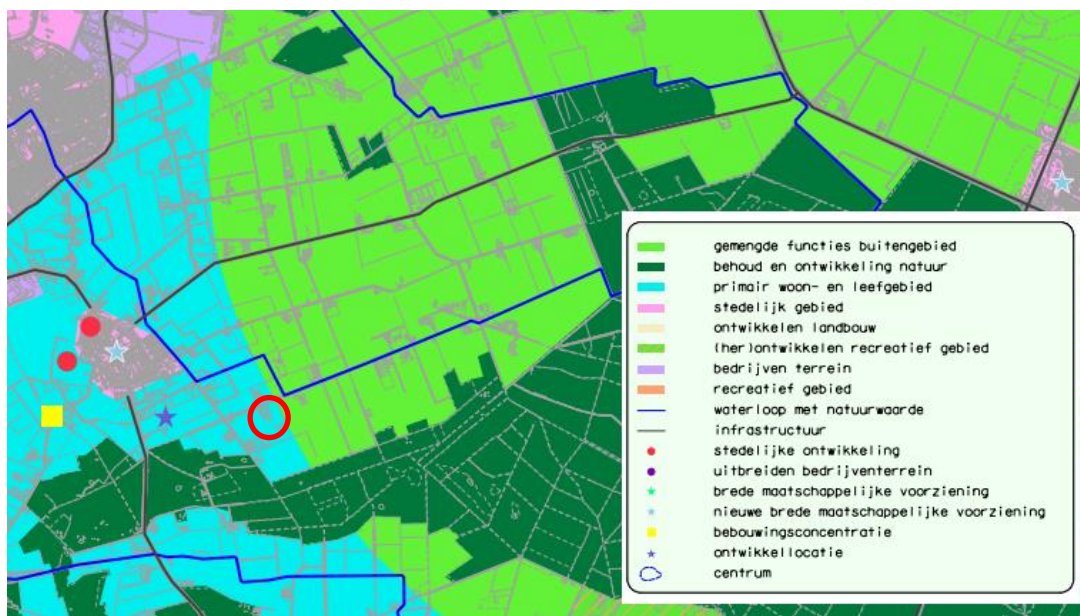 gemengde functies buitengebied
behoud en ontwikkeling natuur
primair woon- en leefgebied
stedelijk gebied
ontwikkelen landbouw
(her)ontwikkelen recreatief gebied
bedrijven terrein
recreatief gebied
waterloop met natuurwaarde
infrastructuur
stedelijke ontwikkeling
uitbreiden bedrijventerrein
brede maatschappelijke voorziening
nieuwe brede maatschappelijke voorziening
bebouwingsconcentratie
ontwikkellocatie
centrum